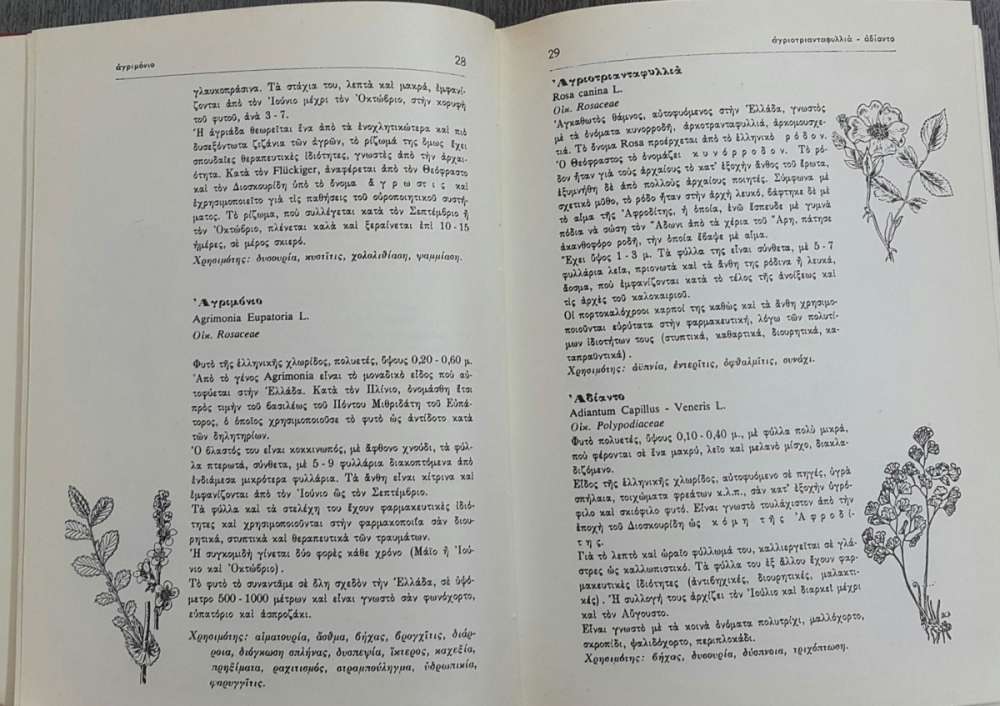 ἀγριμόνιο 28
γλαυκοπράσινα. Τὰ στάχια του, λεπτὰ καὶ μακρά, ἐμφανί-
ζονται ἀπὸ τὸν Ἰούνιο μέχρι τὸν Ὀκτώβριο, στὴν κορυφὴ
τοῦ φυτοῦ, ἀνὰ 3 - 7.
Ἡ ἀγριάδα θεωρεῖται ἕνα ἀπὸ τὰ ἐνοχλητικώτερα καὶ πιὸ
δυσεξόντωτα ζιζάνια τῶν ἀγρῶν, τὸ ρίζωμά της ὅμως ἔχει
σπουδαῖες θεραπευτικὲς ἰδιότητες, γνωστὲς ἀπὸ τὴν ἀρχαι-
ότητα. Κατὰ τὸν Flückiger, ἀναφέρεται ἀπὸ τὸν Θεόφραστο
καὶ τὸν Διοσκουρίδη ὑπὸ τὸ ὄνομα ἄγρωστις καὶ
ἐχρησιμοποιεῖτο γιὰ τὶς παθήσεις τοῦ οὐροποιητικοῦ συστή-
ματος. Τὸ ρίζωμα, ποὺ συλλέγεται κατὰ τὸν Σεπτέμβριο ἢ
τὸν Ὀκτώβριο, πλένεται καλὰ καὶ ξεραίνεται ἐπὶ 10 - 15
ἡμέρες, σὲ μέρος σκιερό.
Χρησιμότης: δυσουρία, κυστῖτις, χολολιθίαση, ψαμμίαση.
Ἀγριμόνιο
Agrimonia Eupatoria L.
Οἰκ. Rosaceae
Φυτὸ τῆς ἑλληνικῆς χλωρίδος, πολυετές, ὕψους 0,20 - 0,60 μ.
Ἀπὸ τὸ γένος Agrimonia εἶναι τὸ μοναδικὸ εἶδος ποὺ αὐ-
τοφύεται στὴν Ἑλλάδα. Κατὰ τὸν Πλίνιο, ὀνομάσθη ἔτσι
πρὸς τιμὴν τοῦ βασιλέως τοῦ Πόντου Μιθριδάτη τοῦ Εὐπά-
τορος, ὁ ὁποῖος χρησιμοποιοῦσε τὸ φυτὸ ὡς ἀντίδοτο κατὰ
τῶν δηλητηρίων.
Ὁ βλαστός του εἶναι κοκκινωπός, μὲ ἄφθονο χνούδι, τὰ φύλ-
λα πτερωτά, σύνθετα, μὲ 5 - 9 φυλλάρια διακοπτόμενα ἀπὸ
ἐνδιάμεσα μικρότερα φυλλάρια. Τὰ ἄνθη εἶναι κίτρινα καὶ
ἐμφανίζονται ἀπὸ τὸν Ἰούνιο ὣς τὸν Σεπτέμβριο.
Τὰ φύλλα καὶ τὰ στελέχη του ἔχουν φαρμακευτικὲς ἰδιό-
τητες καὶ χρησιμοποιοῦνται στὴν φαρμακοποιΐα σὰν διου-
ρητικά, στυπτικὰ καὶ θεραπευτικὰ τῶν τραυμάτων.
Ἡ συγκομιδὴ γίνεται δύο φορὲς κάθε χρόνο (Μάϊο ἢ Ἰού-
νιο καὶ Ὀκτώβριο).
Τὸ φυτὸ τὸ συναντᾶμε σὲ ὅλη σχεδὸν τὴν Ἑλλάδα, σὲ ὑψό-
μετρο 500 - 1000 μέτρων καὶ εἶναι γνωστὸ σὰν φωνόχορτο,
εὐπατόριο καὶ ἀσπροζάκι.
Χρησιμότης: αἱματουρία, ἄσθμα, βήχας, βρογχῖτις, διάρ-
ροια, διόγκωση σπλήνας, δυσπεψία, ἴκτερος, καχεξία,
πρηξίματα, ραχιτισμός, στραμπούληγμα, ὑδρωπικία,
φαρυγγῖτις.
29 ἀγριοτριανταφυλλιὰ - ἀδίαντο
Ἀγριοτριανταφυλλιὰ
Rosa canina L.
Οἰκ. Rosaceae
Ἀγκαθωτὸς θάμνος, αὐτοφυόμενος στὴν Ἑλλάδα, γνωστὸς
μὲ τὰ ὀνόματα κυνορροδή, ἀρκοτρανταφυλλιά, ἀρκομουσχε-
τιά. Τὸ ὄνομα Rosa προέρχεται ἀπὸ τὸ ἑλληνικὸ ρόδον.
Ὁ Θεόφραστος τὸ ὀνομάζει κυνόρροδον. Τὸ ρό-
δον ἦταν γιὰ τοὺς ἀρχαίους τὸ κατ' ἐξοχὴν ἄνθος τοῦ ἔρωτα,
ἐξυμνήθη δὲ ἀπὸ πολλοὺς ἀρχαίους ποιητές. Σύμφωνα μὲ
σχετικὸ μῦθο, τὸ ρόδο ἦταν στὴν ἀρχὴ λευκό, βάφτηκε δὲ μὲ
τὸ αἷμα τῆς Ἀφροδίτης, ἡ ὁποία, ἐνῶ ἔσπευδε μὲ γυμνὰ
πόδια νὰ σώση τὸν Ἄδωνι ἀπὸ τὰ χέρια τοῦ Ἄρη, πάτησε
ἀκανθοφόρο ροδή, τὴν ὁποία ἔβαψε μὲ αἷμα.
Ἔχει ὕψος 1 - 3 μ. Τὰ φύλλα της εἶναι σύνθετα, μὲ 5 - 7
φυλλάρια λεῖα, πριονωτὰ καὶ τὰ ἄνθη της ρόδινα ἢ λευκά,
ἄοσμα, ποὺ ἐμφανίζονται κατὰ τὸ τέλος τῆς ἀνοίξεως καὶ
τὶς ἀρχὲς τοῦ καλοκαιριοῦ.
Οἱ πορτοκαλόχροοι καρποί της καθὼς καὶ τὰ ἄνθη χρησιμο-
ποιοῦνται εὐρύτατα στὴν φαρμακευτική, λόγω τῶν πολυτί-
μων ἰδιοτήτων τους (στυπτικά, καθαρτικά, διουρητικά, κα-
ταπραϋντικά).
Χρησιμότης: ἀϋπνία, ἐντερῖτις, ὀφθαλμῖτις, συνάχι.
Ἀδίαντο
Adiantum Capillus - Veneris L.
Οἰκ. Polypodiaceae
Φυτὸ πολυετές, ὕψους 0,10 - 0,40 μ., μὲ φύλλα πολὺ μικρά,
ποὺ φέρονται σὲ ἕνα μακρύ, λεῖο καὶ μελανὸ μίσχο, διακλα-
διζόμενο.
Εἶδος τῆς ἑλληνικῆς χλωρίδος, αὐτοφυόμενο σὲ πηγές, ὑγρὰ
σπήλαια, τοιχώματα φρεάτων κ.λ.π., σὰν κατ' ἐξοχὴν ὑγρό-
φιλο καὶ σκιόφιλο φυτό. Εἶναι γνωστὸ τουλάχιστον ἀπὸ τὴν
ἐποχὴ τοῦ Διοσκουρίδη ὡς κόμη τῆς Ἀφροδί-
της.
Γιὰ τὸ λεπτὸ καὶ ὡραῖο φύλλωμά του, καλλιεργεῖται σὲ γλά-
στρες ὡς καλλωπιστικό. Τὰ φύλλα του ἐξ ἄλλου ἔχουν φαρ-
μακευτικὲς ἰδιότητες (ἀντιβηχικές, διουρητικές, μαλακτι-
κές). Ἡ συλλογή τους ἀρχίζει τὸν Ἰούλιο καὶ διαρκεῖ μέχρι
καὶ τὸν Αὔγουστο.
Εἶναι γνωστὸ μὲ τὰ κοινὰ ὀνόματα πολυτρίχι, μαλλόχορτο,
σκροπίδι, ψαλιδόχορτο, περιπλοκάδι.
Χρησιμότης: βήχας, δυσουρία, δύσπνοια, τριχόπτωση.